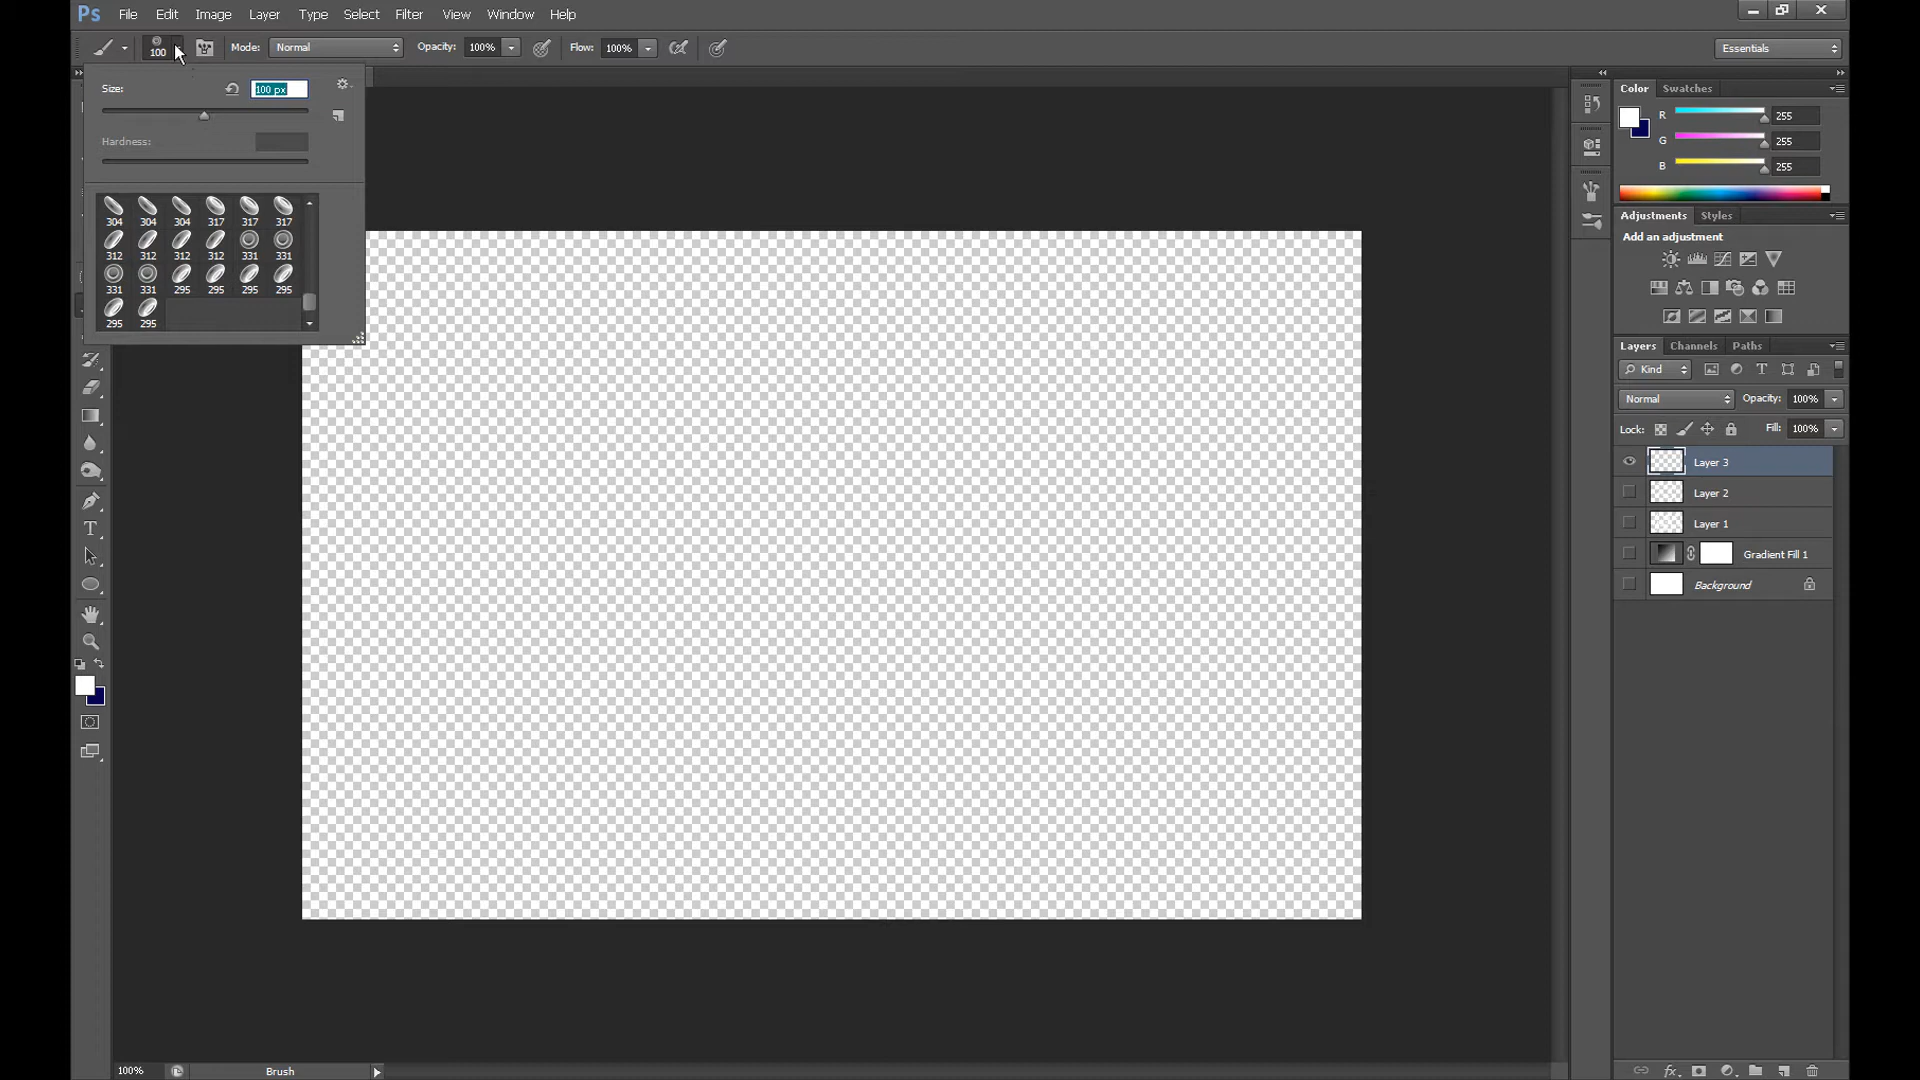 Ps File Edit Image Layer Type Select Filter View Window Help
100 Mode: Normal Opacity: 100% Flow: 100% Essentials
Size: 100 px
Hardness:
304 304 304 317 317 317
312 312 312 312 331 331
331 331 295 295 295 295
295 295
Color Swatches
R 255
G 255
B 255
Adjustments Styles
Add an adjustment
Layers Channels Paths
Kind
Normal Opacity: 100%
Lock: Fill: 100%
Layer 3
Layer 2
Layer 1
Gradient Fill 1
Background
T
fx
100% Brush